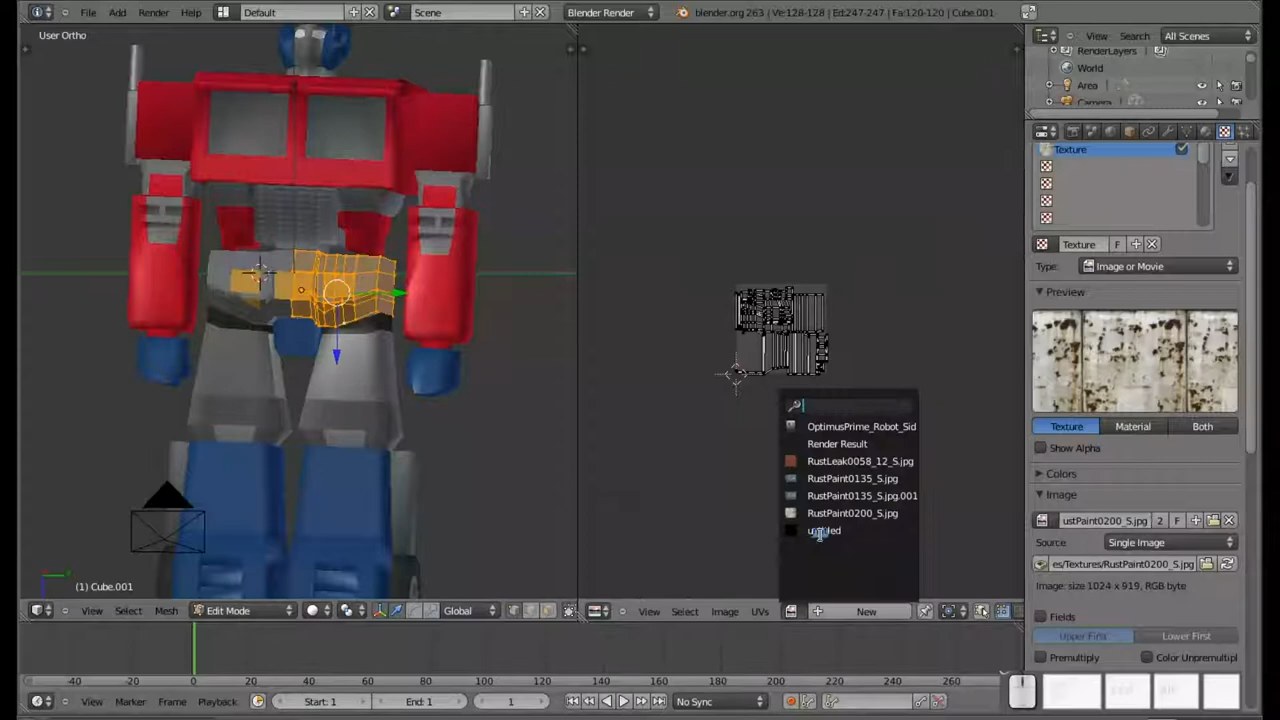 File Add Render Window Help Default Scene Blender Render blender.org 263 | Ve:128-128 | Ed:247-247 | Fa:120-120 | Cube.001
User Ortho
View Search All Scenes
RenderLayers
World
Area
Camera
Texture
Texture F
Type: Image or Movie
Preview
Texture Material Both
Show Alpha
Colors
Image
ustPaint0200_S.jpg 2 F
Source: Single Image
es/Textures/RustPaint0200_S.jpg
Image: size 1024 x 919, RGB byte
Fields
Upper First Lower First
Premultiply Color Unpremultipl
OptimusPrime_Robot_Sid
Render Result
RustLeak0058_12_S.jpg
RustPaint0135_S.jpg
RustPaint0135_S.jpg.001
RustPaint0200_S.jpg
untitled
(1) Cube.001
View Select Mesh Edit Mode Global
View Select Image UVs New
-40 -20 0 20 40 60 80 100 120 140 160 180 200 220 240 260
View Marker Frame Playback Start: 1 End: 1 1 No Sync